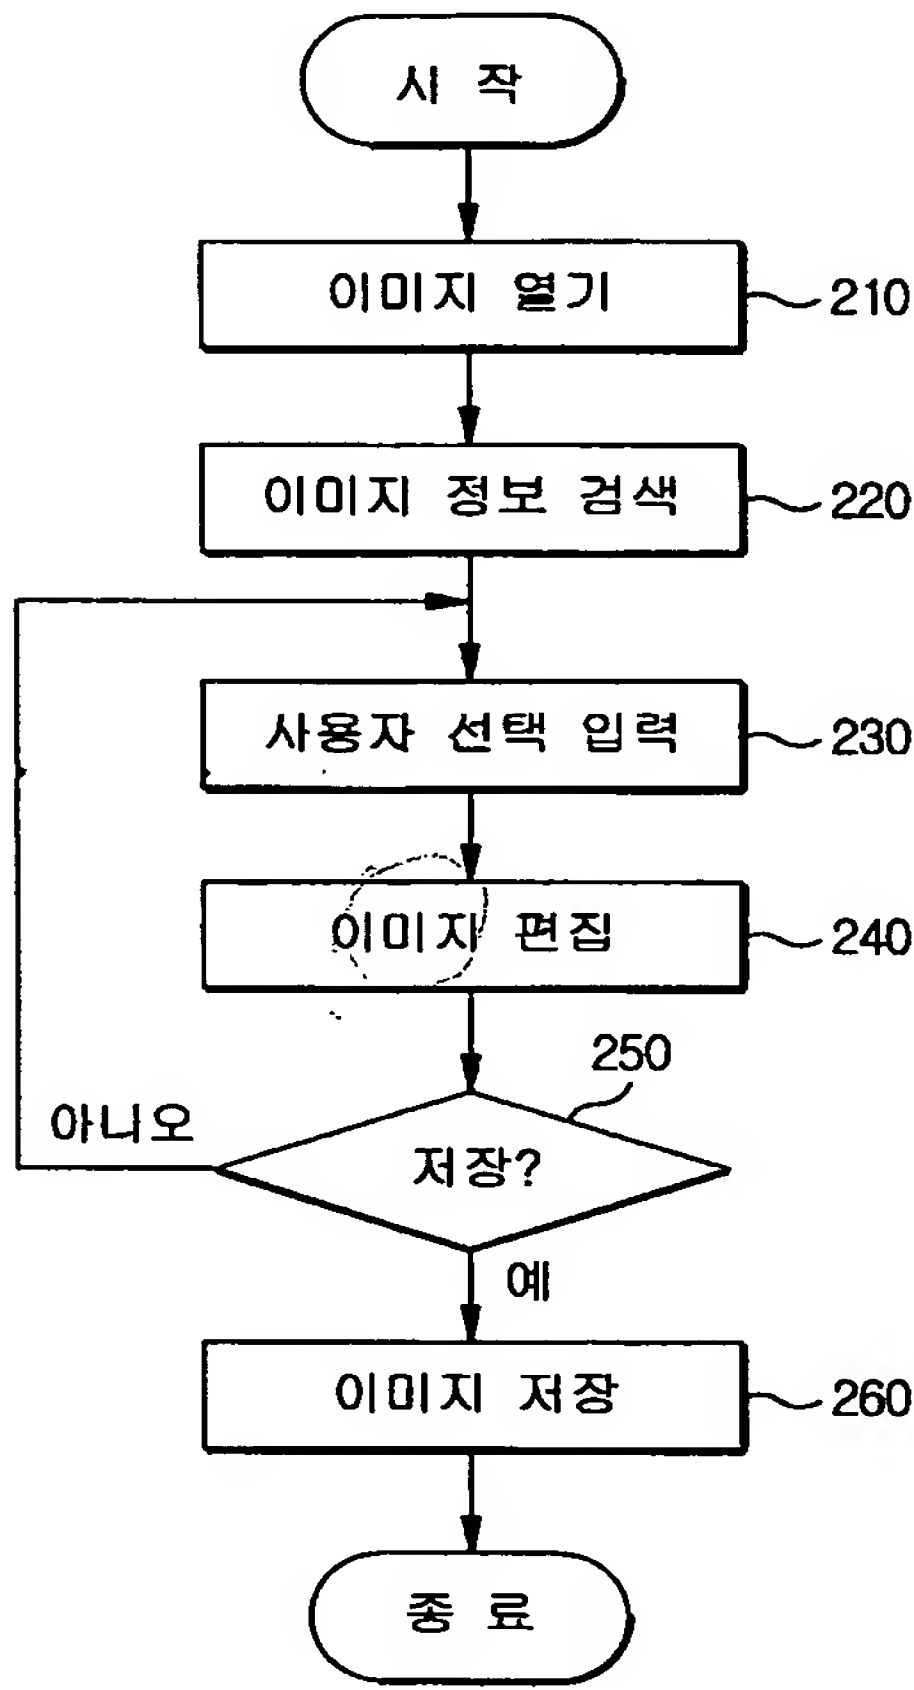 시 작
이미지 열기 210
이미지 정보 검색 220
사용자 선택 입력 230
이미지 편집 240
250
아니오
저장?
예
이미지 저장 260
종 료